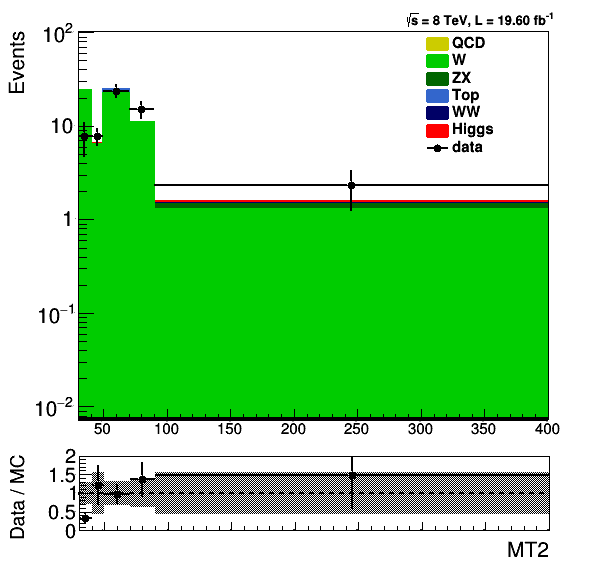 √s = 8 TeV, L = 19.60 fb⁻¹
Events
10²
10
1
10⁻¹
10⁻²
QCD
W
ZX
Top
WW
Higgs
data
50 100 150 200 250 300 350 400
Data / MC
2
1.5
1
0.5
0
MT2